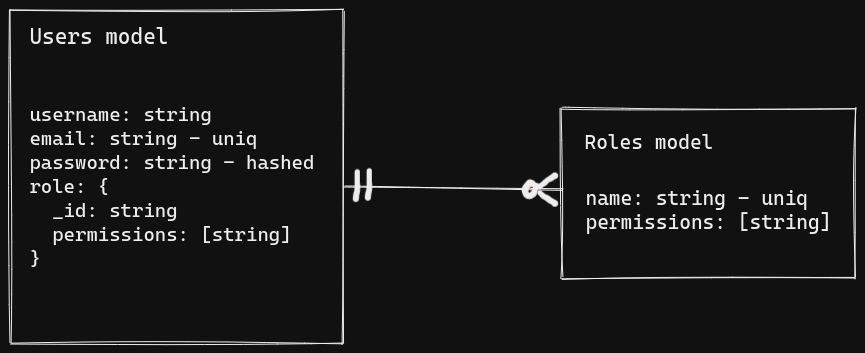 Users model
username: string
email: string – uniq
password: string – hashed
role: {
  _id: string
  permissions: [string]
}
Roles model
name: string – uniq
permissions: [string]